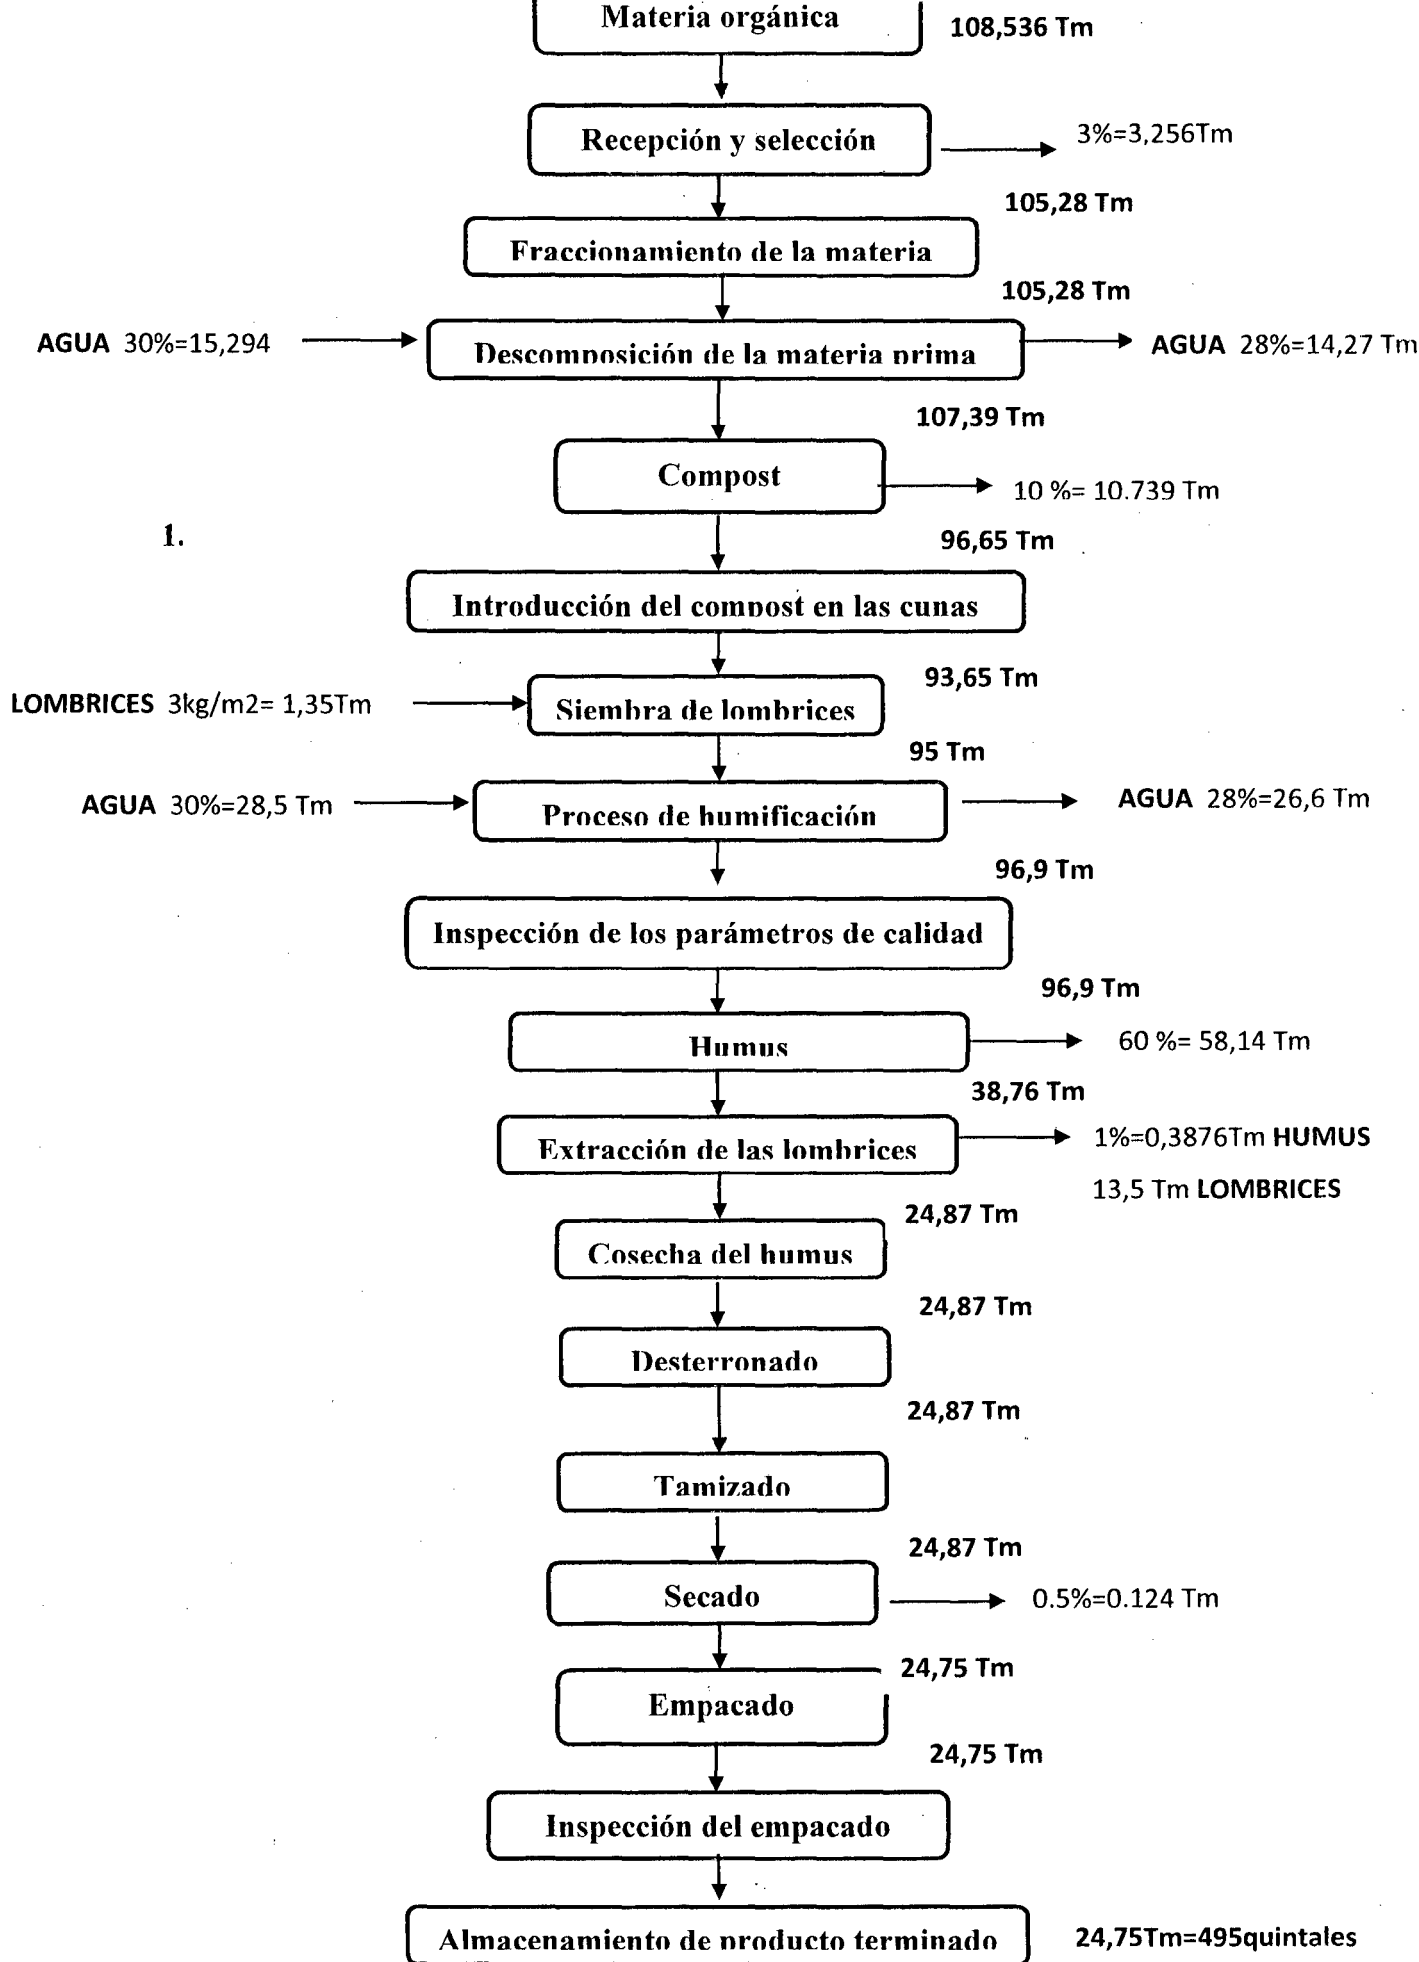 Materia orgánica
108,536 Tm
Recepción y selección
3%=3,256Tm
105,28 Tm
Fraccionamiento de la materia
105,28 Tm
AGUA 30%=15,294
Descomposición de la materia prima
AGUA 28%=14,27 Tm
107,39 Tm
Compost
10 %= 10.739 Tm
1.
96,65 Tm
Introducción del compost en las cunas
93,65 Tm
LOMBRICES 3kg/m2= 1,35Tm
Siembra de lombrices
95 Tm
AGUA 30%=28,5 Tm
Proceso de humificación
AGUA 28%=26,6 Tm
96,9 Tm
Inspección de los parámetros de calidad
96,9 Tm
Humus
60 %= 58,14 Tm
38,76 Tm
Extracción de las lombrices
1%=0,3876Tm HUMUS
13,5 Tm LOMBRICES
24,87 Tm
Cosecha del humus
24,87 Tm
Desterronado
24,87 Tm
Tamizado
24,87 Tm
Secado
0.5%=0.124 Tm
24,75 Tm
Empacado
24,75 Tm
Inspección del empacado
Almacenamiento de producto terminado
24,75Tm=495quintales